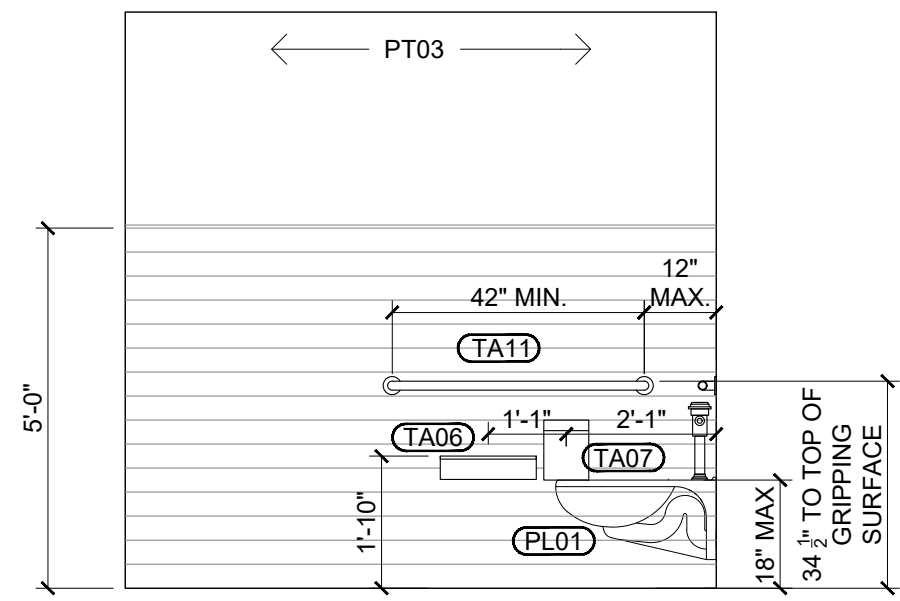 PT03
12"
42" MIN.
MAX.
TA11
5'-0"
1'-1"
2'-1"
TA06
TA07
1'-10"
PL01
18" MAX
34 1/2" TO TOP OF
GRIPPING
SURFACE